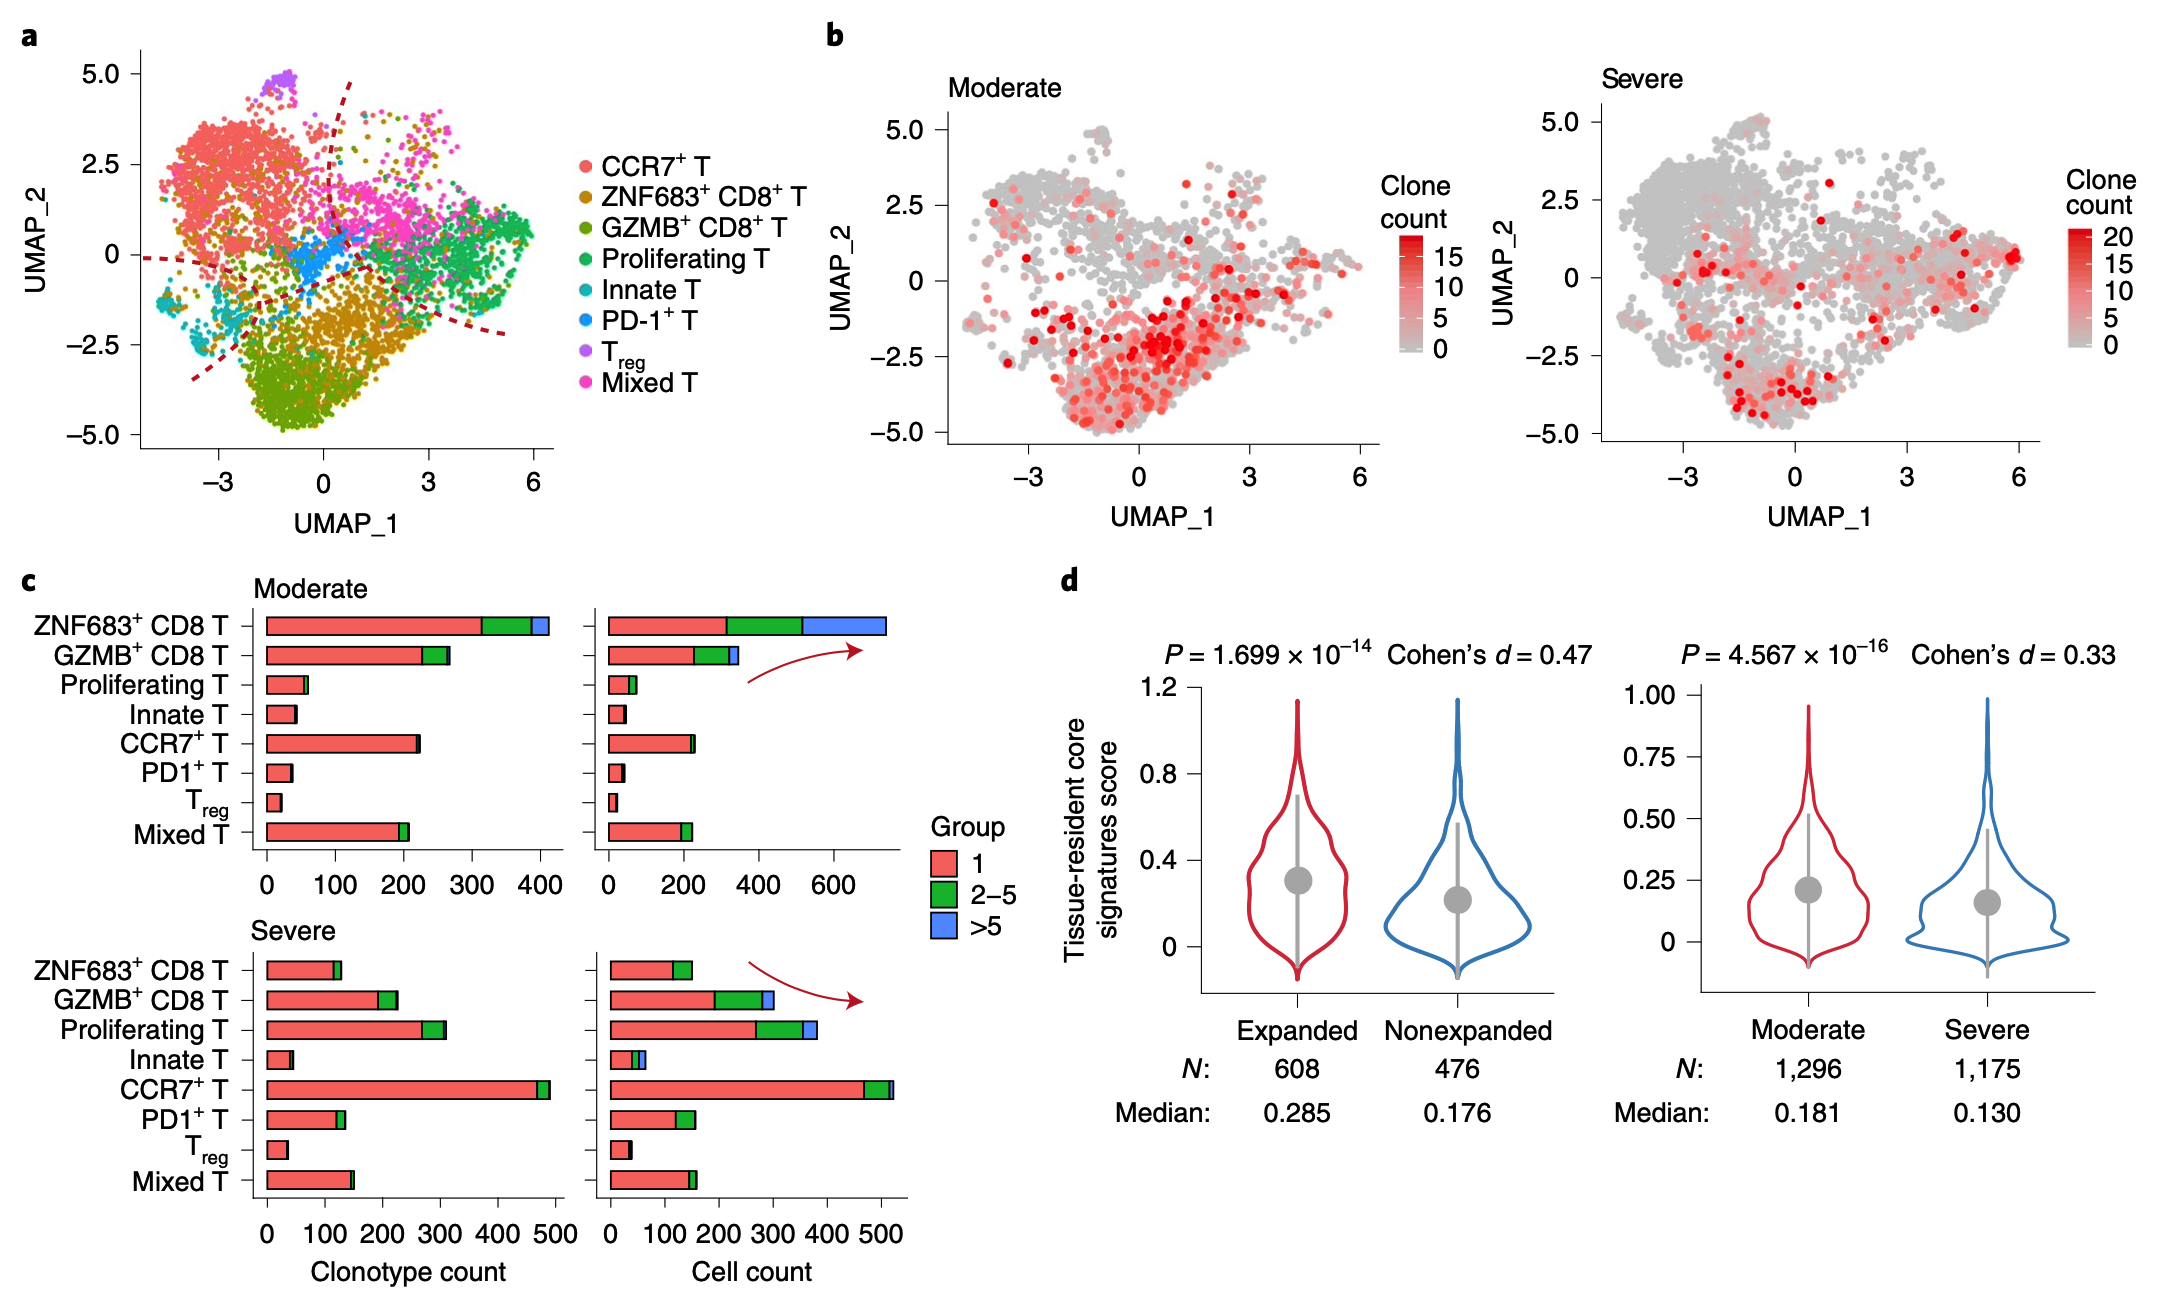 a
5.0
2.5
0
−2.5
−5.0
−3 0 3 6
UMAP_1
UMAP_2
CCR7+ T
ZNF683+ CD8+ T
GZMB+ CD8+ T
Proliferating T
Innate T
PD-1+ T
Treg
Mixed T
b
Moderate
5.0
2.5
0
−2.5
−5.0
−3 0 3 6
UMAP_1
UMAP_2
Clone
count
15
10
5
0
Severe
5.0
2.5
0
−2.5
−5.0
−3 0 3 6
UMAP_1
UMAP_2
Clone
count
20
15
10
5
0
c
Moderate
ZNF683+ CD8 T
GZMB+ CD8 T
Proliferating T
Innate T
CCR7+ T
PD1+ T
Treg
Mixed T
0 100 200 300 400
0 200 400 600
Severe
ZNF683+ CD8 T
GZMB+ CD8 T
Proliferating T
Innate T
CCR7+ T
PD1+ T
Treg
Mixed T
0 100 200 300 400 500
Clonotype count
0 100 200 300 400 500
Cell count
Group
1
2–5
>5
d
P = 1.699 × 10−14 Cohen's d = 0.47
1.2
0.8
0.4
0
Tissue-resident core
signatures score
Expanded Nonexpanded
N: 608 476
Median: 0.285 0.176
P = 4.567 × 10−16 Cohen's d = 0.33
1.00
0.75
0.50
0.25
0
Moderate Severe
N: 1,296 1,175
Median: 0.181 0.130